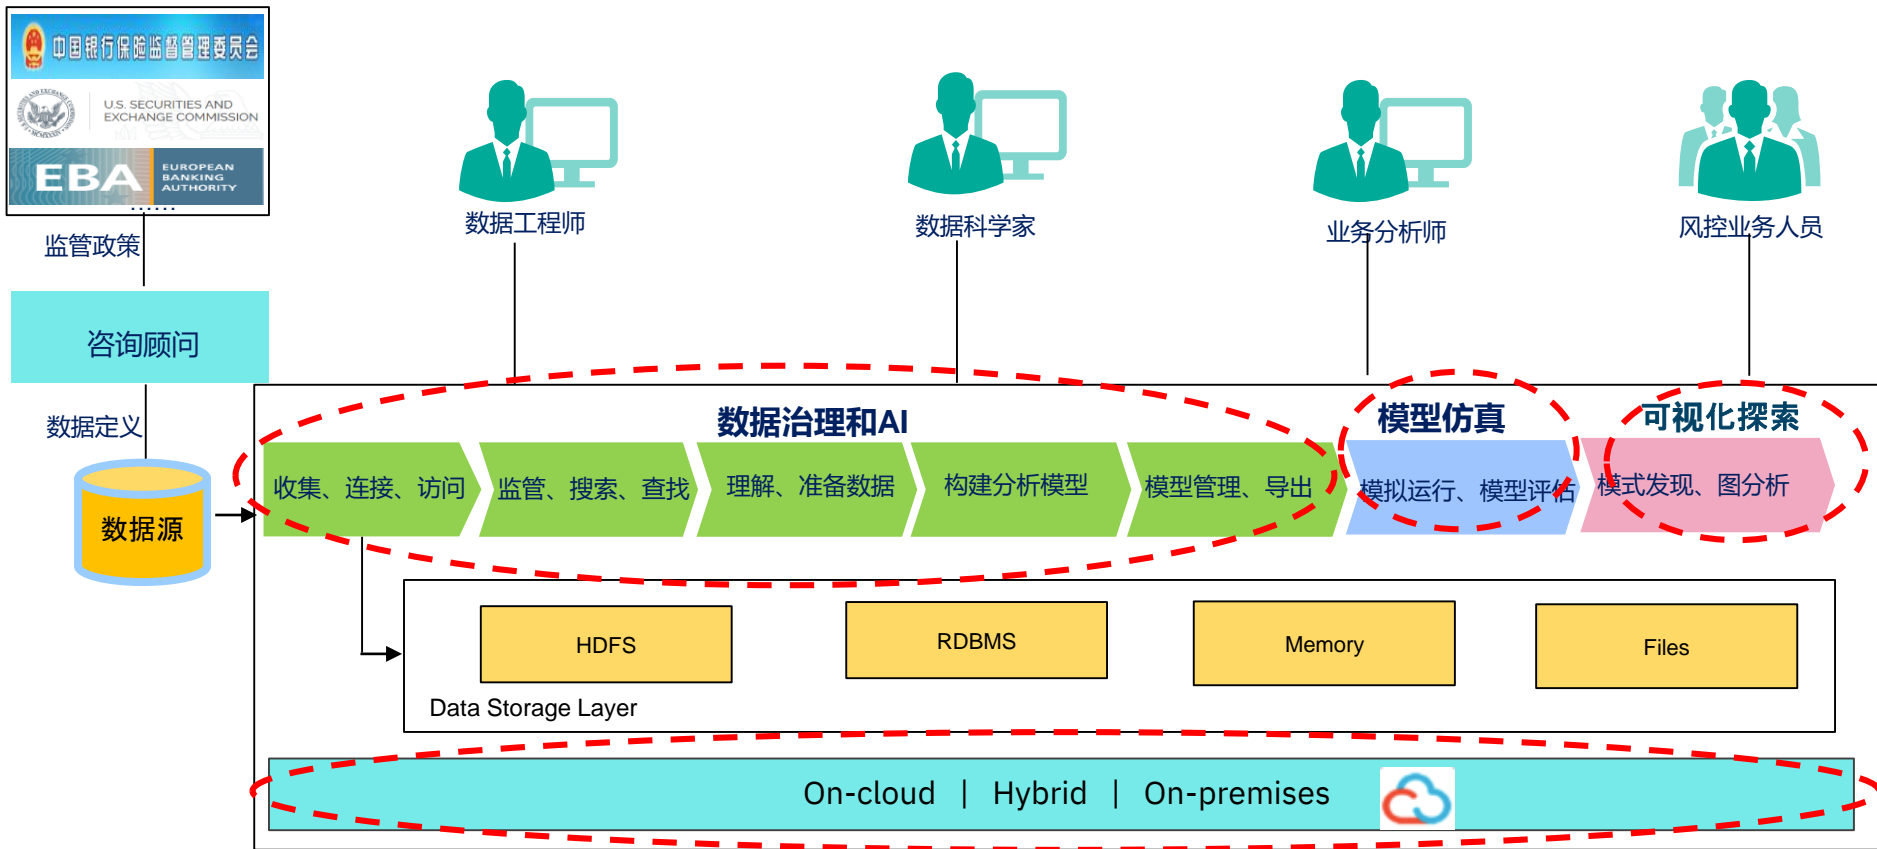 中国银行保险监督管理委员会
U.S. SECURITIES AND
EXCHANGE COMMISSION
EBA
EUROPEAN
BANKING
AUTHORITY
......
监管政策
咨询顾问
数据定义
数据源
数据工程师
数据科学家
业务分析师
风控业务人员
数据治理和AI
模型仿真
可视化探索
收集、连接、访问
监管、搜索、查找
理解、准备数据
构建分析模型
模型管理、导出
模拟运行、模型评估
模式发现、图分析
HDFS
RDBMS
Memory
Files
Data Storage Layer
On-cloud | Hybrid | On-premises